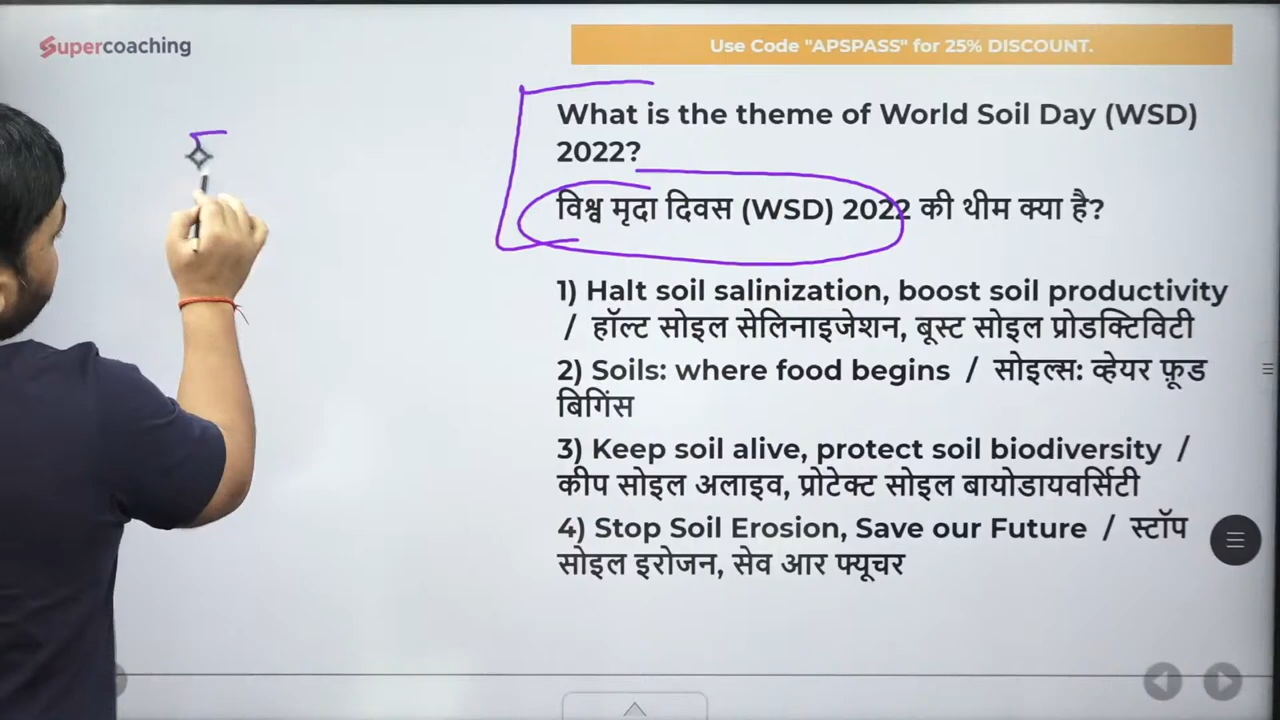 Supercoaching
Use Code "APSPASS" for 25% DISCOUNT.
What is the theme of World Soil Day (WSD)
2022?
विश्व मृदा दिवस (WSD) 2022 की थीम क्या है?
1) Halt soil salinization, boost soil productivity
/ हॉल्ट सोइल सेलिनाइजेशन, बूस्ट सोइल प्रोडक्टिविटी
2) Soils: where food begins / सोइल्स: व्हेयर फ़ूड
बिगिंस
3) Keep soil alive, protect soil biodiversity /
कीप सोइल अलाइव, प्रोटेक्ट सोइल बायोडायवर्सिटी
4) Stop Soil Erosion, Save our Future / स्टॉप
सोइल इरोजन, सेव आर फ्यूचर